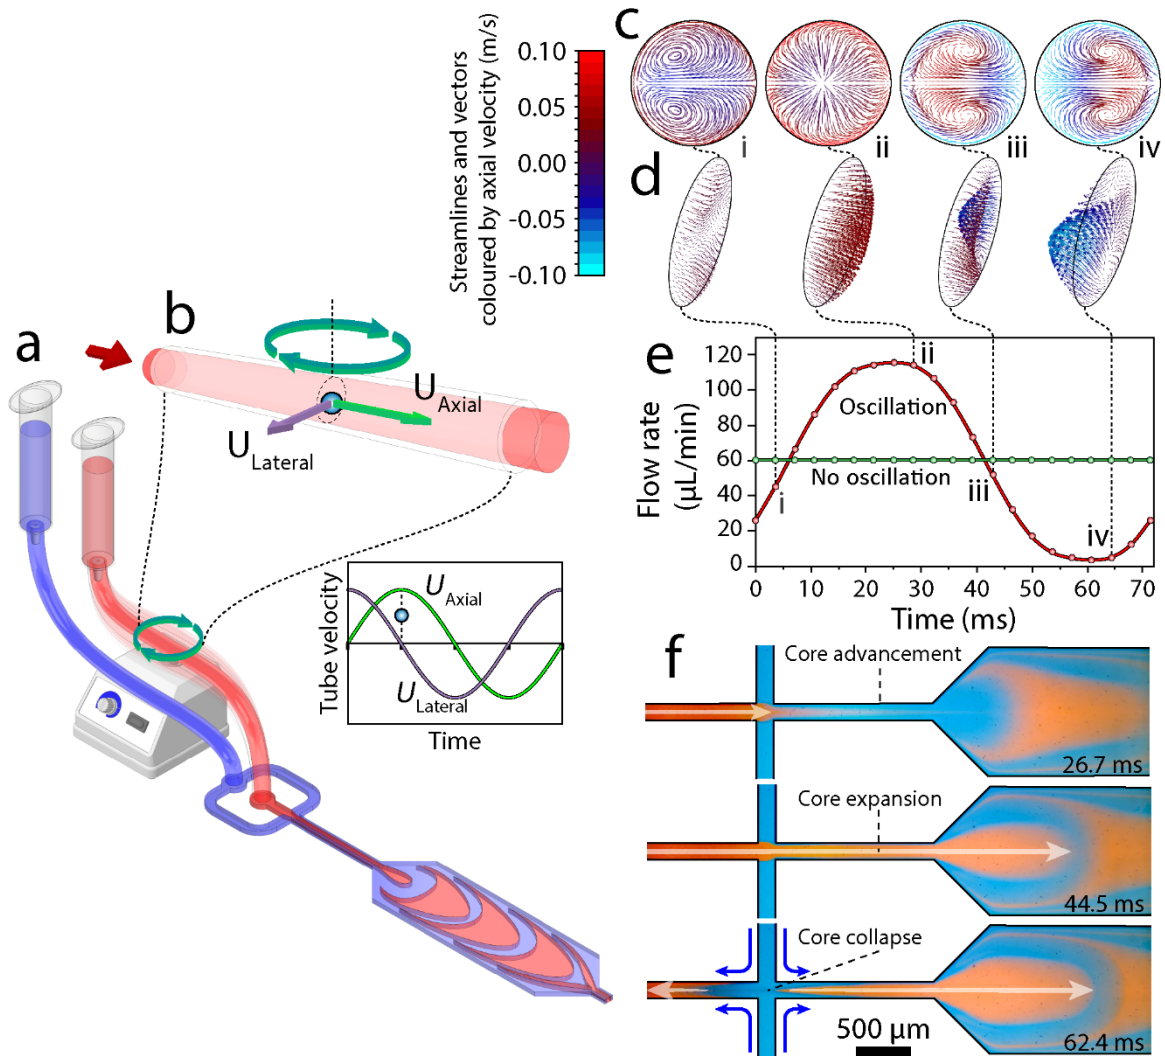 a
b
U Axial
U Lateral
Tube velocity
U Axial
U Lateral
Time
Streamlines and vectors
coloured by axial velocity (m/s)
0.10
0.05
0.00
-0.05
-0.10
c
i
ii
iii
iv
d
e
Flow rate
(µL/min)
120
100
80
60
40
20
0
Oscillation
No oscillation
i
ii
iii
iv
0
10
20
30
40
50
60
70
Time (ms)
f
Core advancement
26.7 ms
Core expansion
44.5 ms
Core collapse
500 µm
62.4 ms